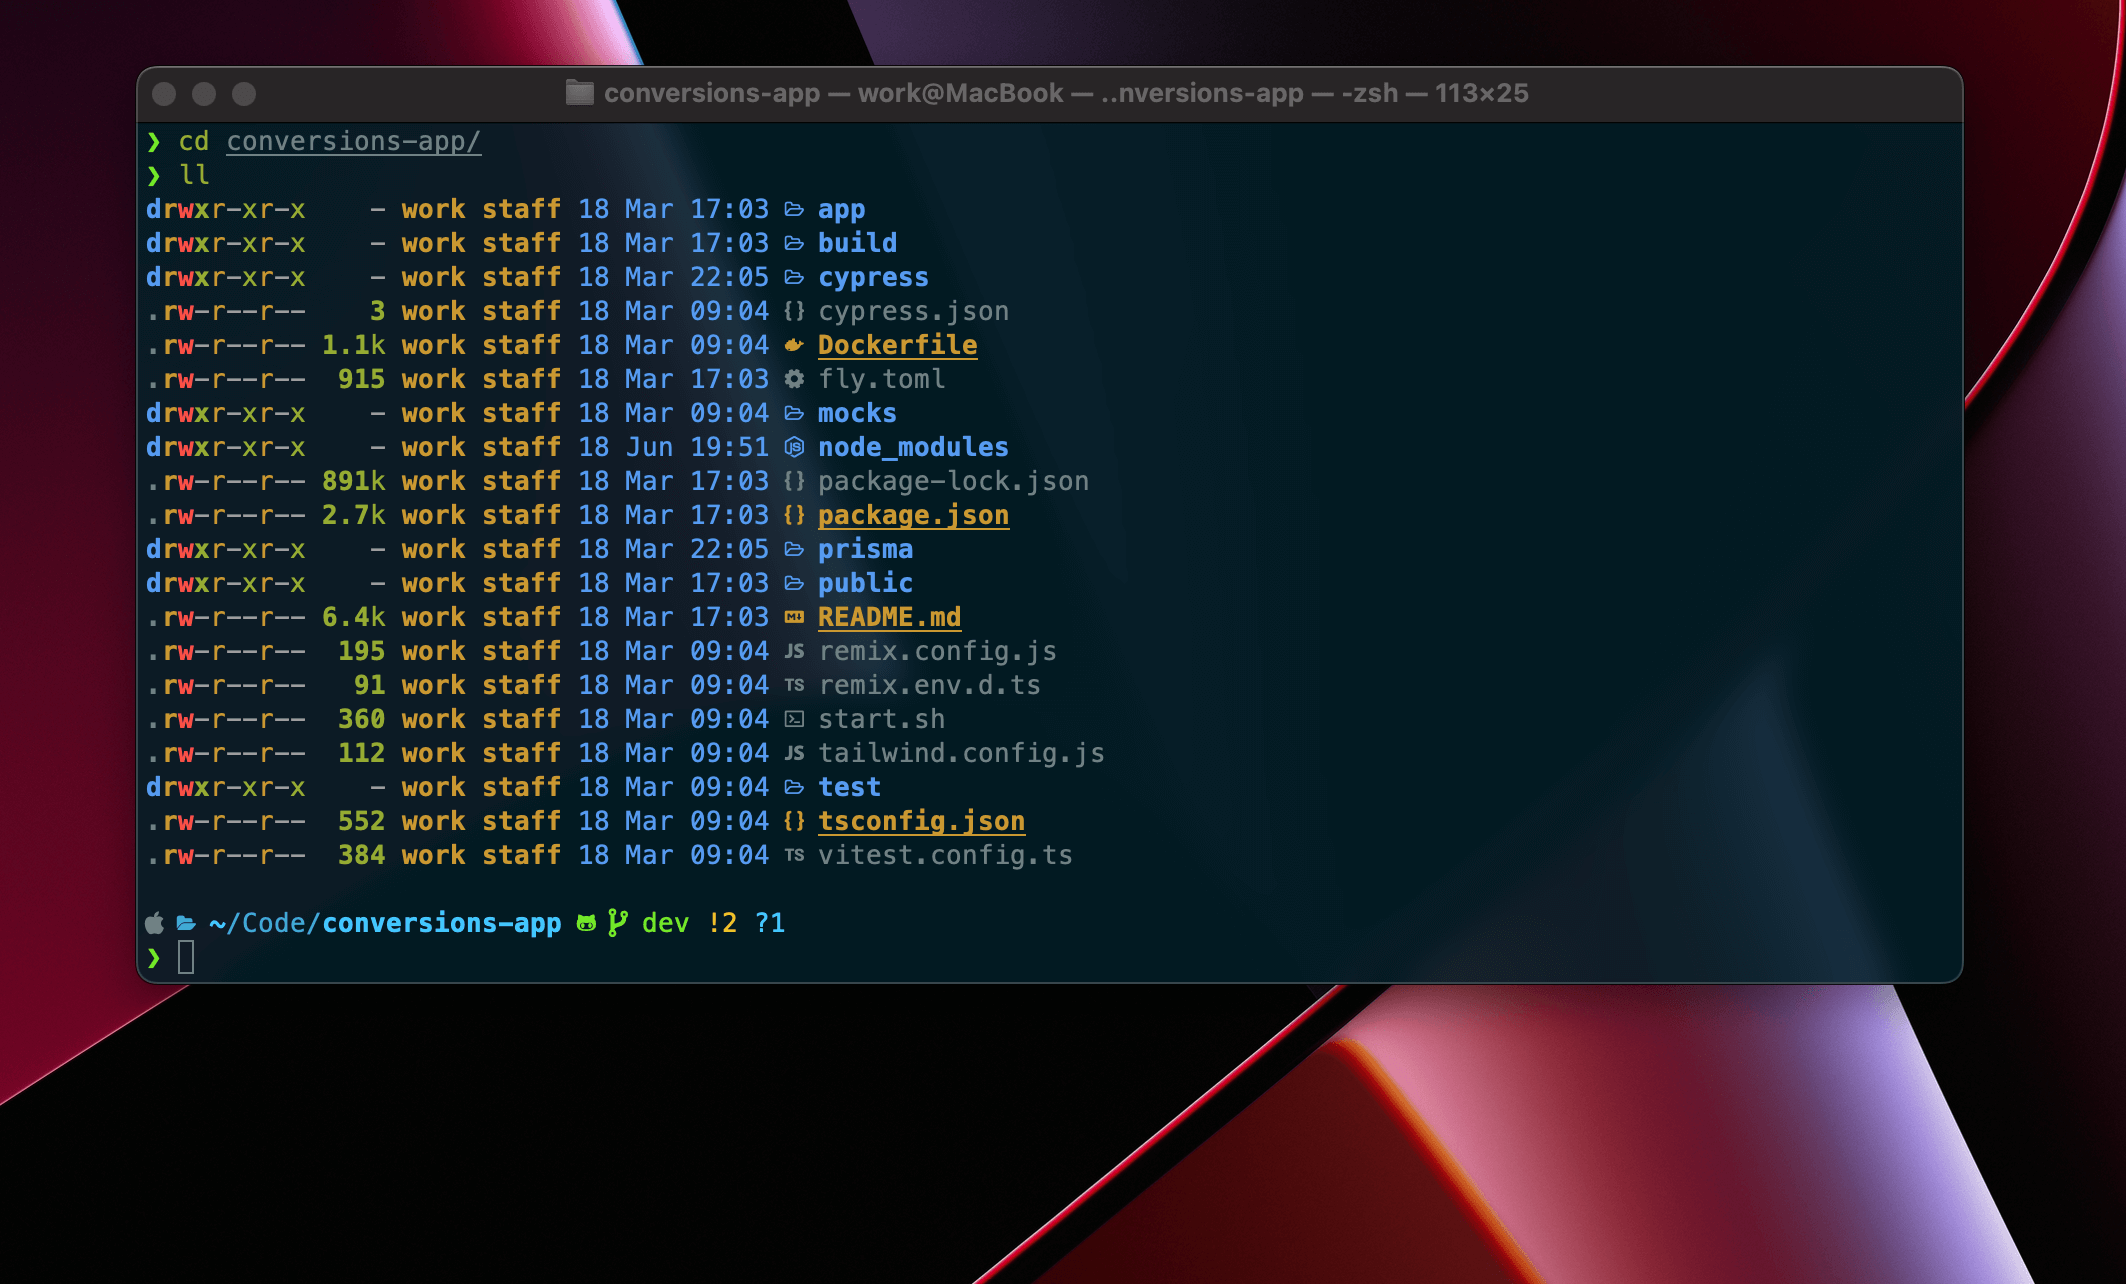 conversions-app — work@MacBook — ..nversions-app — -zsh — 113×25
❯ cd conversions-app/
❯ ll
drwxr-xr-x    - work staff 18 Mar 17:03 app
drwxr-xr-x    - work staff 18 Mar 17:03 build
drwxr-xr-x    - work staff 18 Mar 22:05 cypress
.rw-r--r--    3 work staff 18 Mar 09:04 {} cypress.json
.rw-r--r-- 1.1k work staff 18 Mar 09:04 Dockerfile
.rw-r--r--  915 work staff 18 Mar 17:03 fly.toml
drwxr-xr-x    - work staff 18 Mar 09:04 mocks
drwxr-xr-x    - work staff 18 Jun 19:51 JS node_modules
.rw-r--r-- 891k work staff 18 Mar 17:03 {} package-lock.json
.rw-r--r-- 2.7k work staff 18 Mar 17:03 {} package.json
drwxr-xr-x    - work staff 18 Mar 22:05 prisma
drwxr-xr-x    - work staff 18 Mar 17:03 public
.rw-r--r-- 6.4k work staff 18 Mar 17:03 M↓ README.md
.rw-r--r--  195 work staff 18 Mar 09:04 JS remix.config.js
.rw-r--r--   91 work staff 18 Mar 09:04 TS remix.env.d.ts
.rw-r--r--  360 work staff 18 Mar 09:04 start.sh
.rw-r--r--  112 work staff 18 Mar 09:04 JS tailwind.config.js
drwxr-xr-x    - work staff 18 Mar 09:04 test
.rw-r--r--  552 work staff 18 Mar 09:04 {} tsconfig.json
.rw-r--r--  384 work staff 18 Mar 09:04 TS vitest.config.ts
~/Code/conversions-app dev !2 ?1
❯